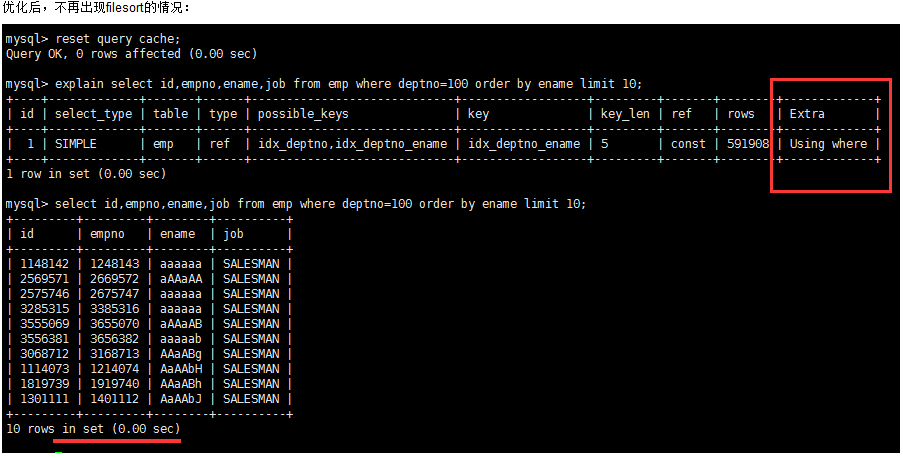 优化后，不再出现filesort的情况：
mysql> reset query cache;
Query OK, 0 rows affected (0.00 sec)
mysql> explain select id,empno,ename,job from emp where deptno=100 order by ename limit 10;
+----+-------------+-------+------+-------------------------+------------------+---------+-------+--------+-------------+
| id | select_type | table | type | possible_keys | key | key_len | ref | rows | Extra |
+----+-------------+-------+------+-------------------------+------------------+---------+-------+--------+-------------+
| 1 | SIMPLE | emp | ref | idx_deptno,idx_deptno_ename | idx_deptno_ename | 5 | const | 591908 | Using where |
+----+-------------+-------+------+-------------------------+------------------+---------+-------+--------+-------------+
1 row in set (0.00 sec)
mysql> select id,empno,ename,job from emp where deptno=100 order by ename limit 10;
+---------+---------+--------+----------+
| id | empno | ename | job |
+---------+---------+--------+----------+
| 1148142 | 1248143 | aaaaaa | SALESMAN |
| 2569571 | 2669572 | aAAaAA | SALESMAN |
| 2575746 | 2675747 | aaaaaa | SALESMAN |
| 3285315 | 3385316 | aaaaaa | SALESMAN |
| 3555069 | 3655070 | aAAaAB | SALESMAN |
| 3556381 | 3656382 | aaaaab | SALESMAN |
| 3068712 | 3168713 | AAaABg | SALESMAN |
| 1114073 | 1214074 | AaAAbH | SALESMAN |
| 1819739 | 1919740 | AAaABh | SALESMAN |
| 1301111 | 1401112 | AaAAbJ | SALESMAN |
+---------+---------+--------+----------+
10 rows in set (0.00 sec)